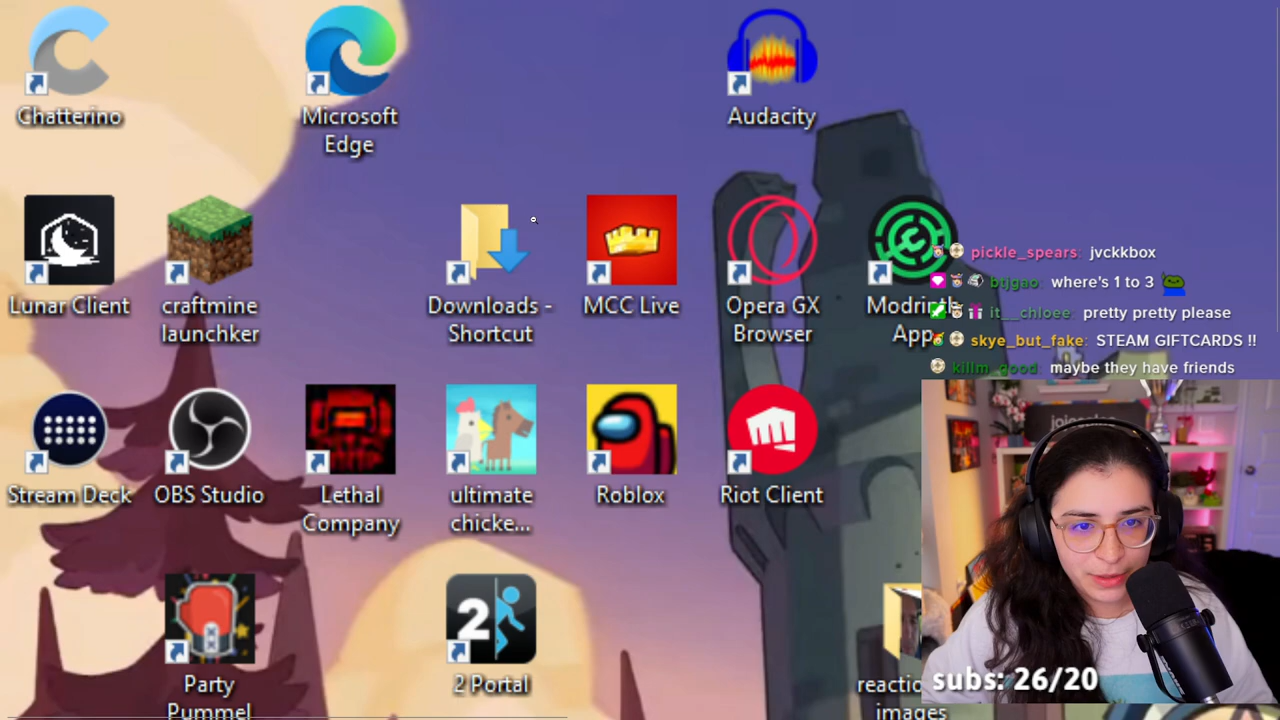 Chatterino
Microsoft
Edge
Audacity
Lunar Client
craftmine
launchker
Downloads -
Shortcut
MCC Live
Opera GX
Browser
Modrinth
App
pickle_spears: jvckkbox
btjgao: where's 1 to 3
it__chloee: pretty pretty please
skye_but_fake: STEAM GIFTCARDS !!
killm_good: maybe they have friends
Stream Deck
OBS Studio
Lethal
Company
ultimate
chicke...
Roblox
Riot Client
Party
Pummel
2
2 Portal
reactio
images
subs: 26/20